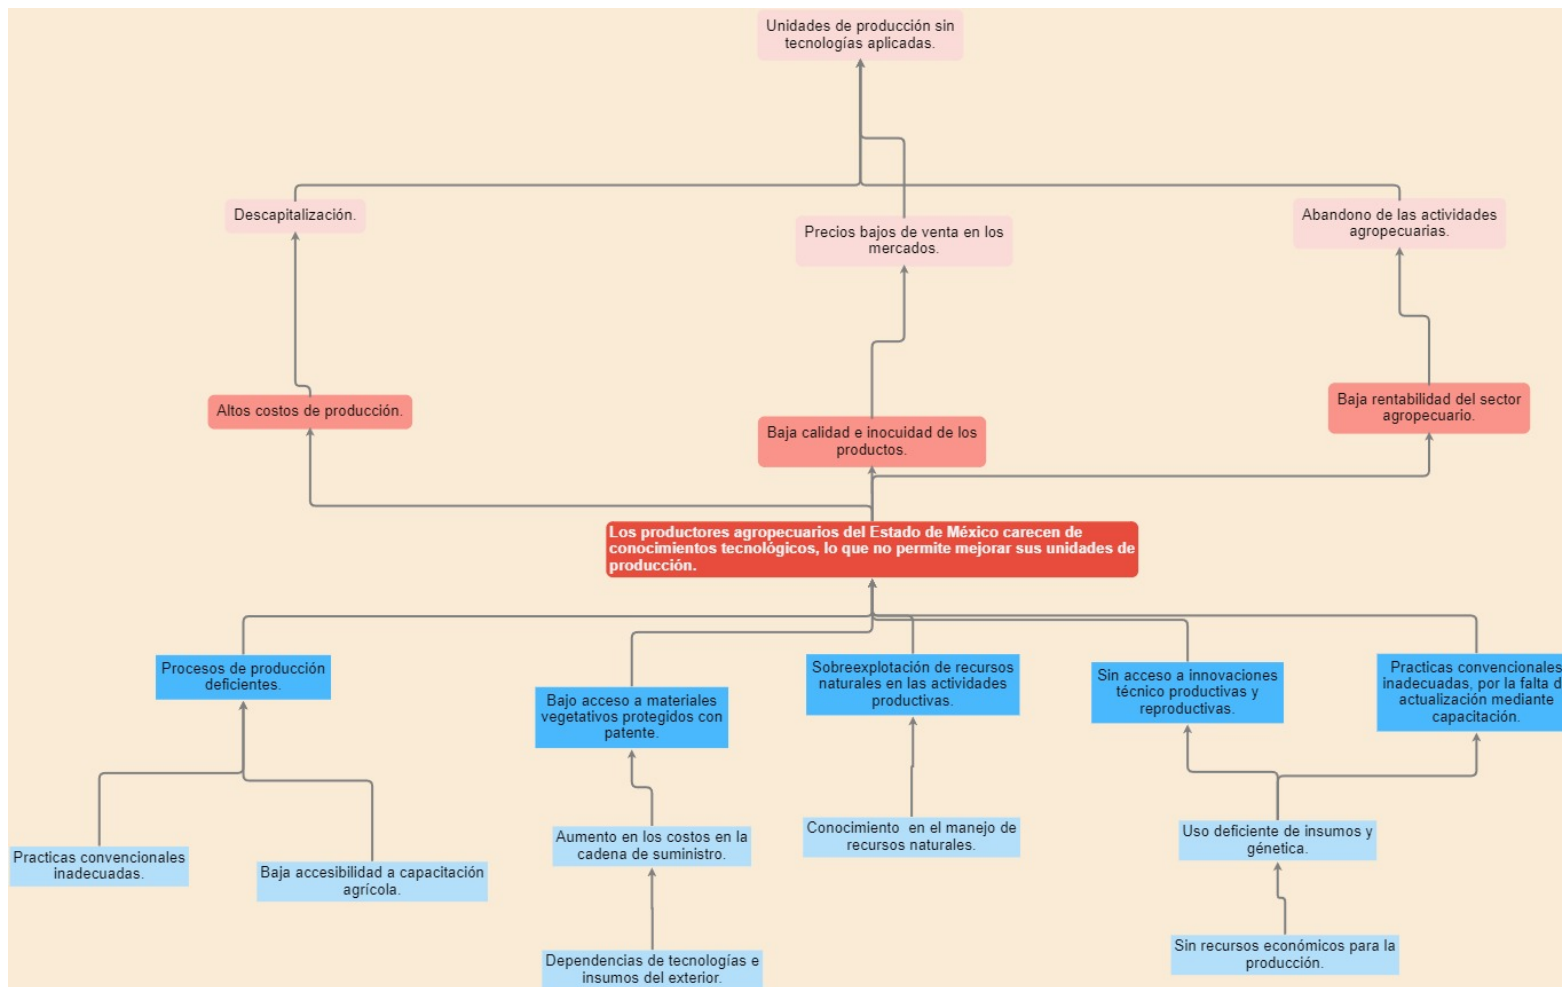 Unidades de producción sin
tecnologías aplicadas.
Descapitalización.
Precios bajos de venta en los
mercados.
Abandono de las actividades
agropecuarias.
Altos costos de producción.
Baja calidad e inocuidad de los
productos.
Baja rentabilidad del sector
agropecuario.
Los productores agropecuarios del Estado de México carecen de
conocimientos tecnológicos, lo que no permite mejorar sus unidades de
producción.
Procesos de producción
deficientes.
Bajo acceso a materiales
vegetativos protegidos con
patente.
Sobreexplotación de recursos
naturales en las actividades
productivas.
Sin acceso a innovaciones
técnico productivas y
reproductivas.
Practicas convencionales
inadecuadas, por la falta d
actualización mediante
capacitación.
Practicas convencionales
inadecuadas.
Baja accesibilidad a capacitación
agrícola.
Aumento en los costos en la
cadena de suministro.
Conocimiento en el manejo de
recursos naturales.
Uso deficiente de insumos y
génetica.
Dependencias de tecnologías e
insumos del exterior.
Sin recursos económicos para la
producción.